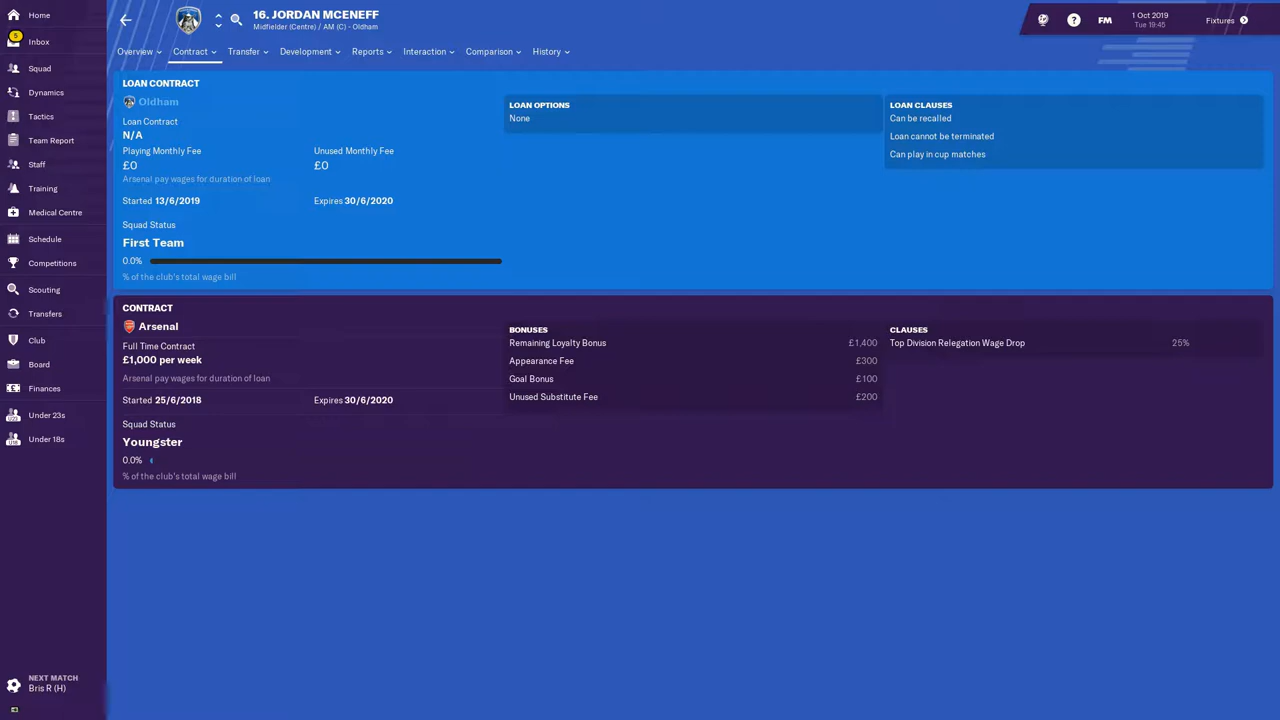 Home
5
Inbox
Squad
Dynamics
Tactics
Team Report
Staff
Training
Medical Centre
Schedule
Competitions
Scouting
Transfers
Club
Board
Finances
Under 23s
Under 18s
NEXT MATCH
Bris R (H)
16. JORDAN MCENEFF
Midfielder (Centre) / AM (C) - Oldham
?
FM
1 Oct 2019
Tue 19:45
Fixtures
Overview
Contract
Transfer
Development
Reports
Interaction
Comparison
History
LOAN CONTRACT
Oldham
Loan Contract
N/A
Playing Monthly Fee
£0
Unused Monthly Fee
£0
Arsenal pay wages for duration of loan
Started 13/6/2019
Expires 30/6/2020
Squad Status
First Team
0.0%
% of the club's total wage bill
LOAN OPTIONS
None
LOAN CLAUSES
Can be recalled
Loan cannot be terminated
Can play in cup matches
CONTRACT
Arsenal
Full Time Contract
£1,000 per week
Arsenal pay wages for duration of loan
Started 25/6/2018
Expires 30/6/2020
Squad Status
Youngster
0.0%
% of the club's total wage bill
BONUSES
Remaining Loyalty Bonus £1,400
Appearance Fee £300
Goal Bonus £100
Unused Substitute Fee £200
CLAUSES
Top Division Relegation Wage Drop 25%